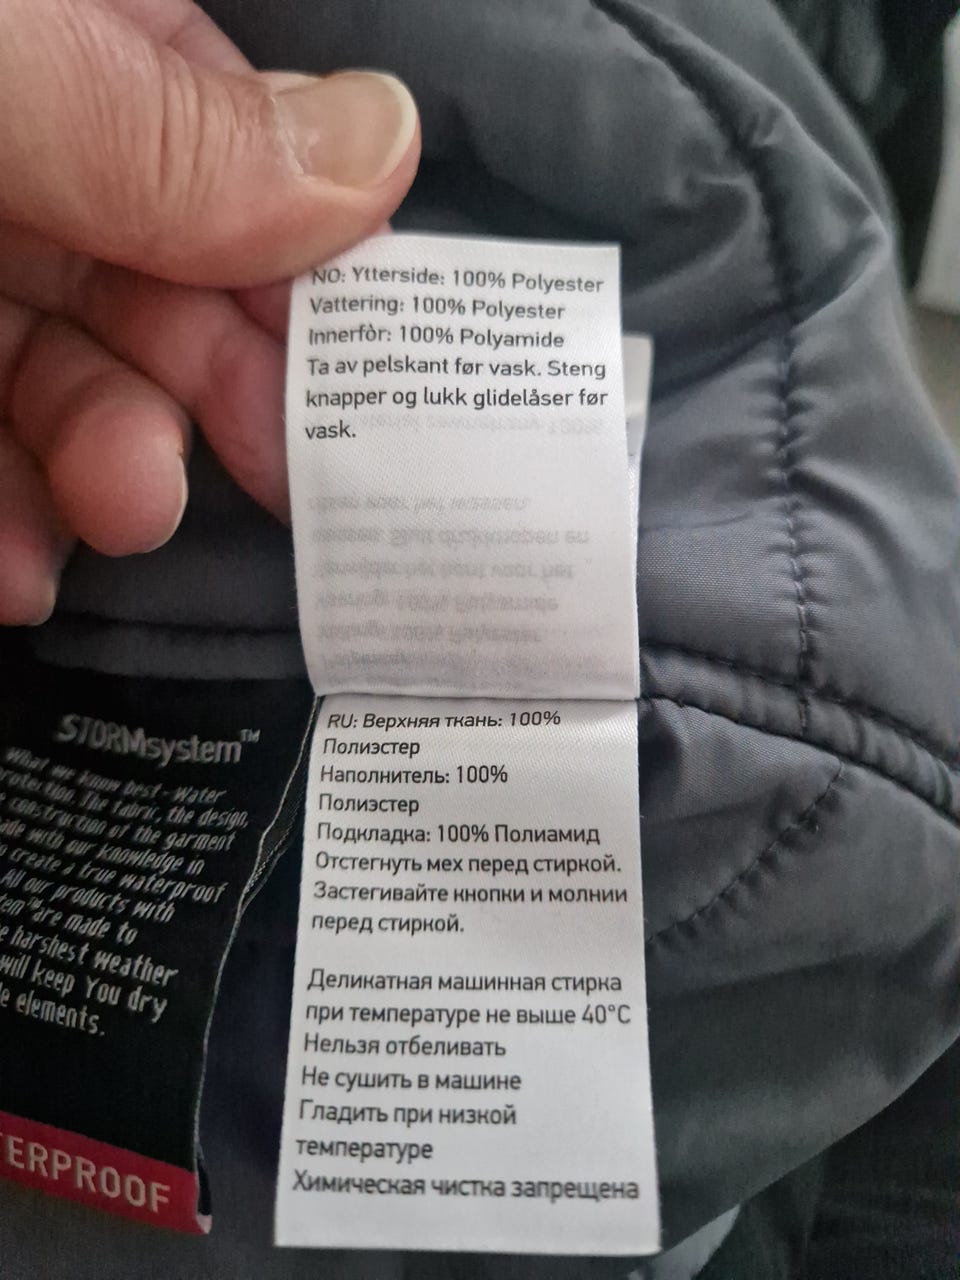 NO: Ytterside: 100% Polyester
Vattering: 100% Polyester
Innerfòr: 100% Polyamide
Ta av pelskant før vask. Steng
knapper og lukk glidelåser før
vask.
RU: Верхняя ткань: 100%
Полиэстер
Наполнитель: 100%
Полиэстер
Подкладка: 100% Полиамид
Отстегнуть мех перед стиркой.
Застегивайте кнопки и молнии
перед стиркой.
Деликатная машинная стирка
при температуре не выше 40°C
Нельзя отбеливать
Не сушить в машине
Гладить при низкой
температуре
Химическая чистка запрещена
STORMsystem™
What we know best - water
protection. The fabric, the design,
construction of the garment
made with our knowledge in
to create a true waterproof
All our products with
are made to
harshest weather
will keep You dry
elements.
ERPROOF